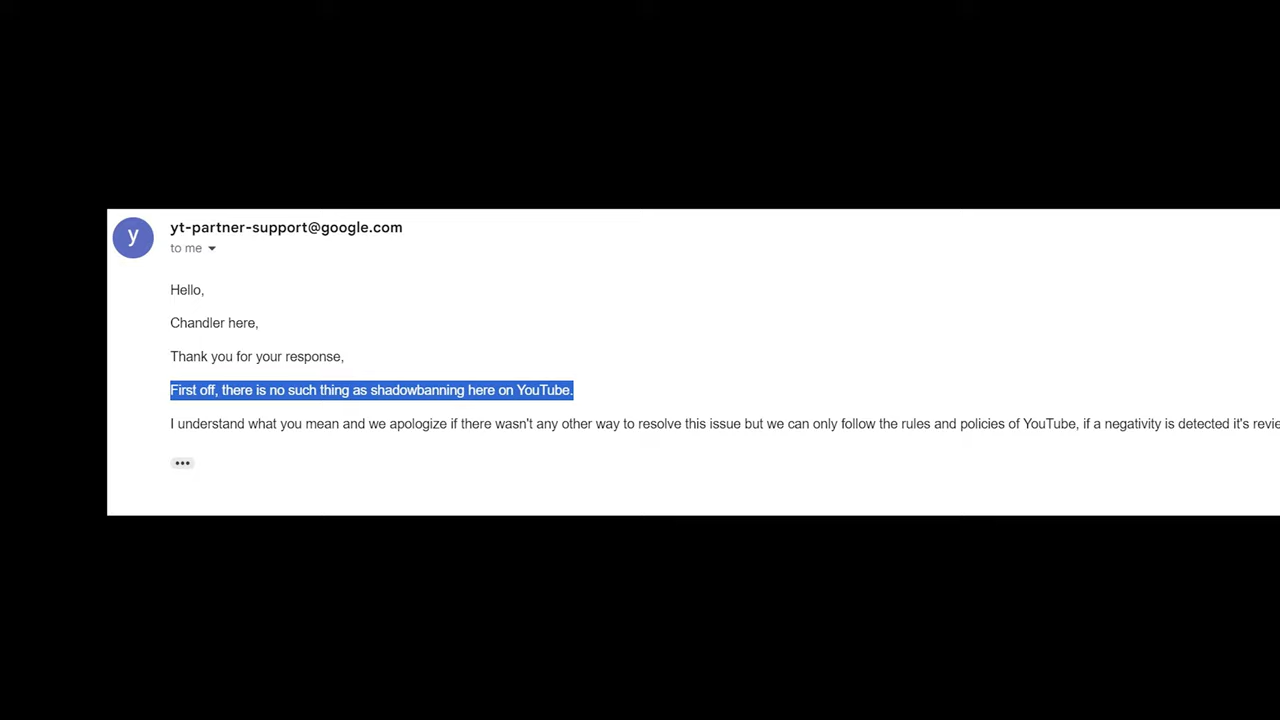 y
yt-partner-support@google.com
to me
Hello,
Chandler here,
Thank you for your response,
First off, there is no such thing as shadowbanning here on YouTube.
I understand what you mean and we apologize if there wasn't any other way to resolve this issue but we can only follow the rules and policies of YouTube, if a negativity is detected it's